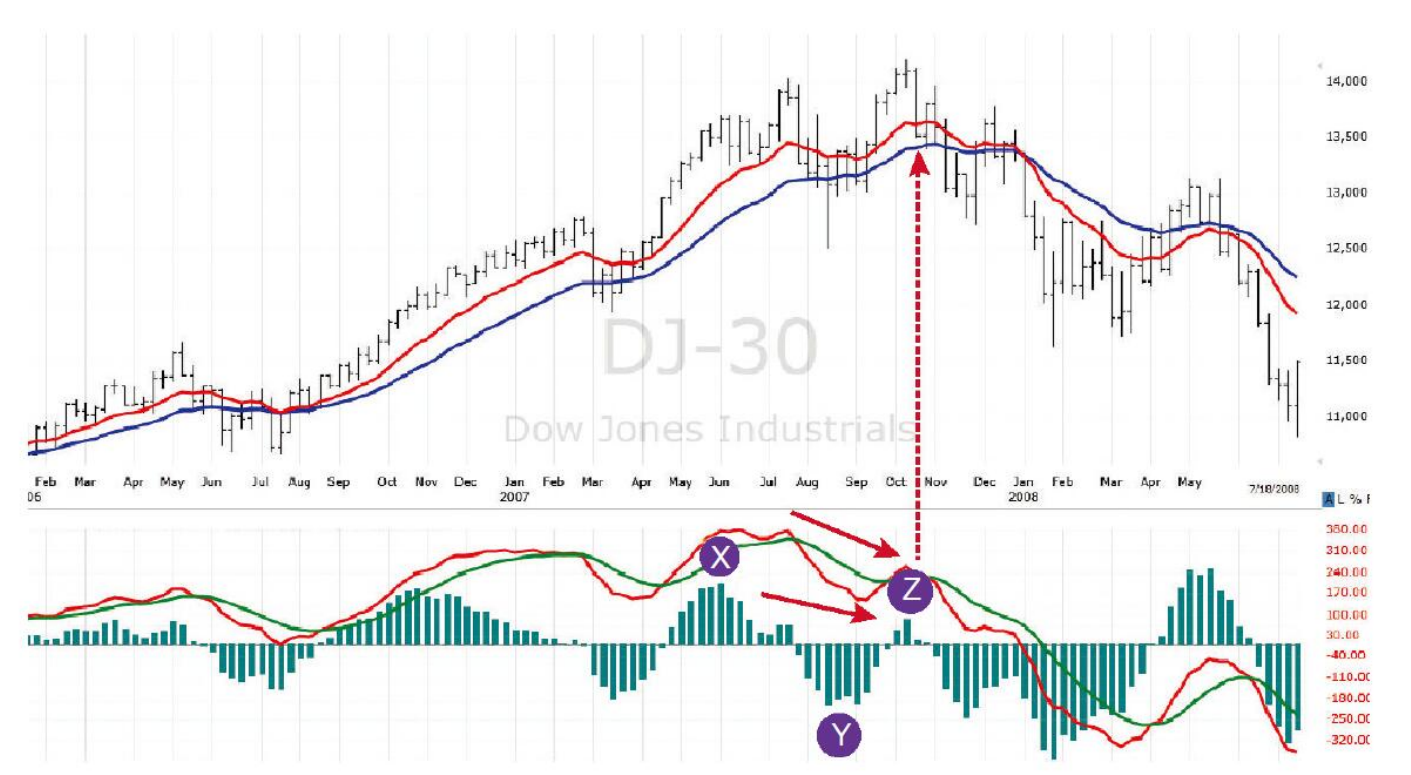 14,000
13,500
13,000
12,500
12,000
11,500
11,000
DJ-30
Dow Jones Industrials
Feb Mar Apr May Jun Jul Aug Sep Oct Nov Dec Jan Feb Mar Apr May Jun Jul Aug Sep Oct Nov Dec Jan Feb Mar Apr May
06 2007 2008 7/18/2008
A L %
360.00
310.00
240.00
170.00
100.00
30.00
-40.00
-110.00
-180.00
-250.00
-320.00
X
Z
Y